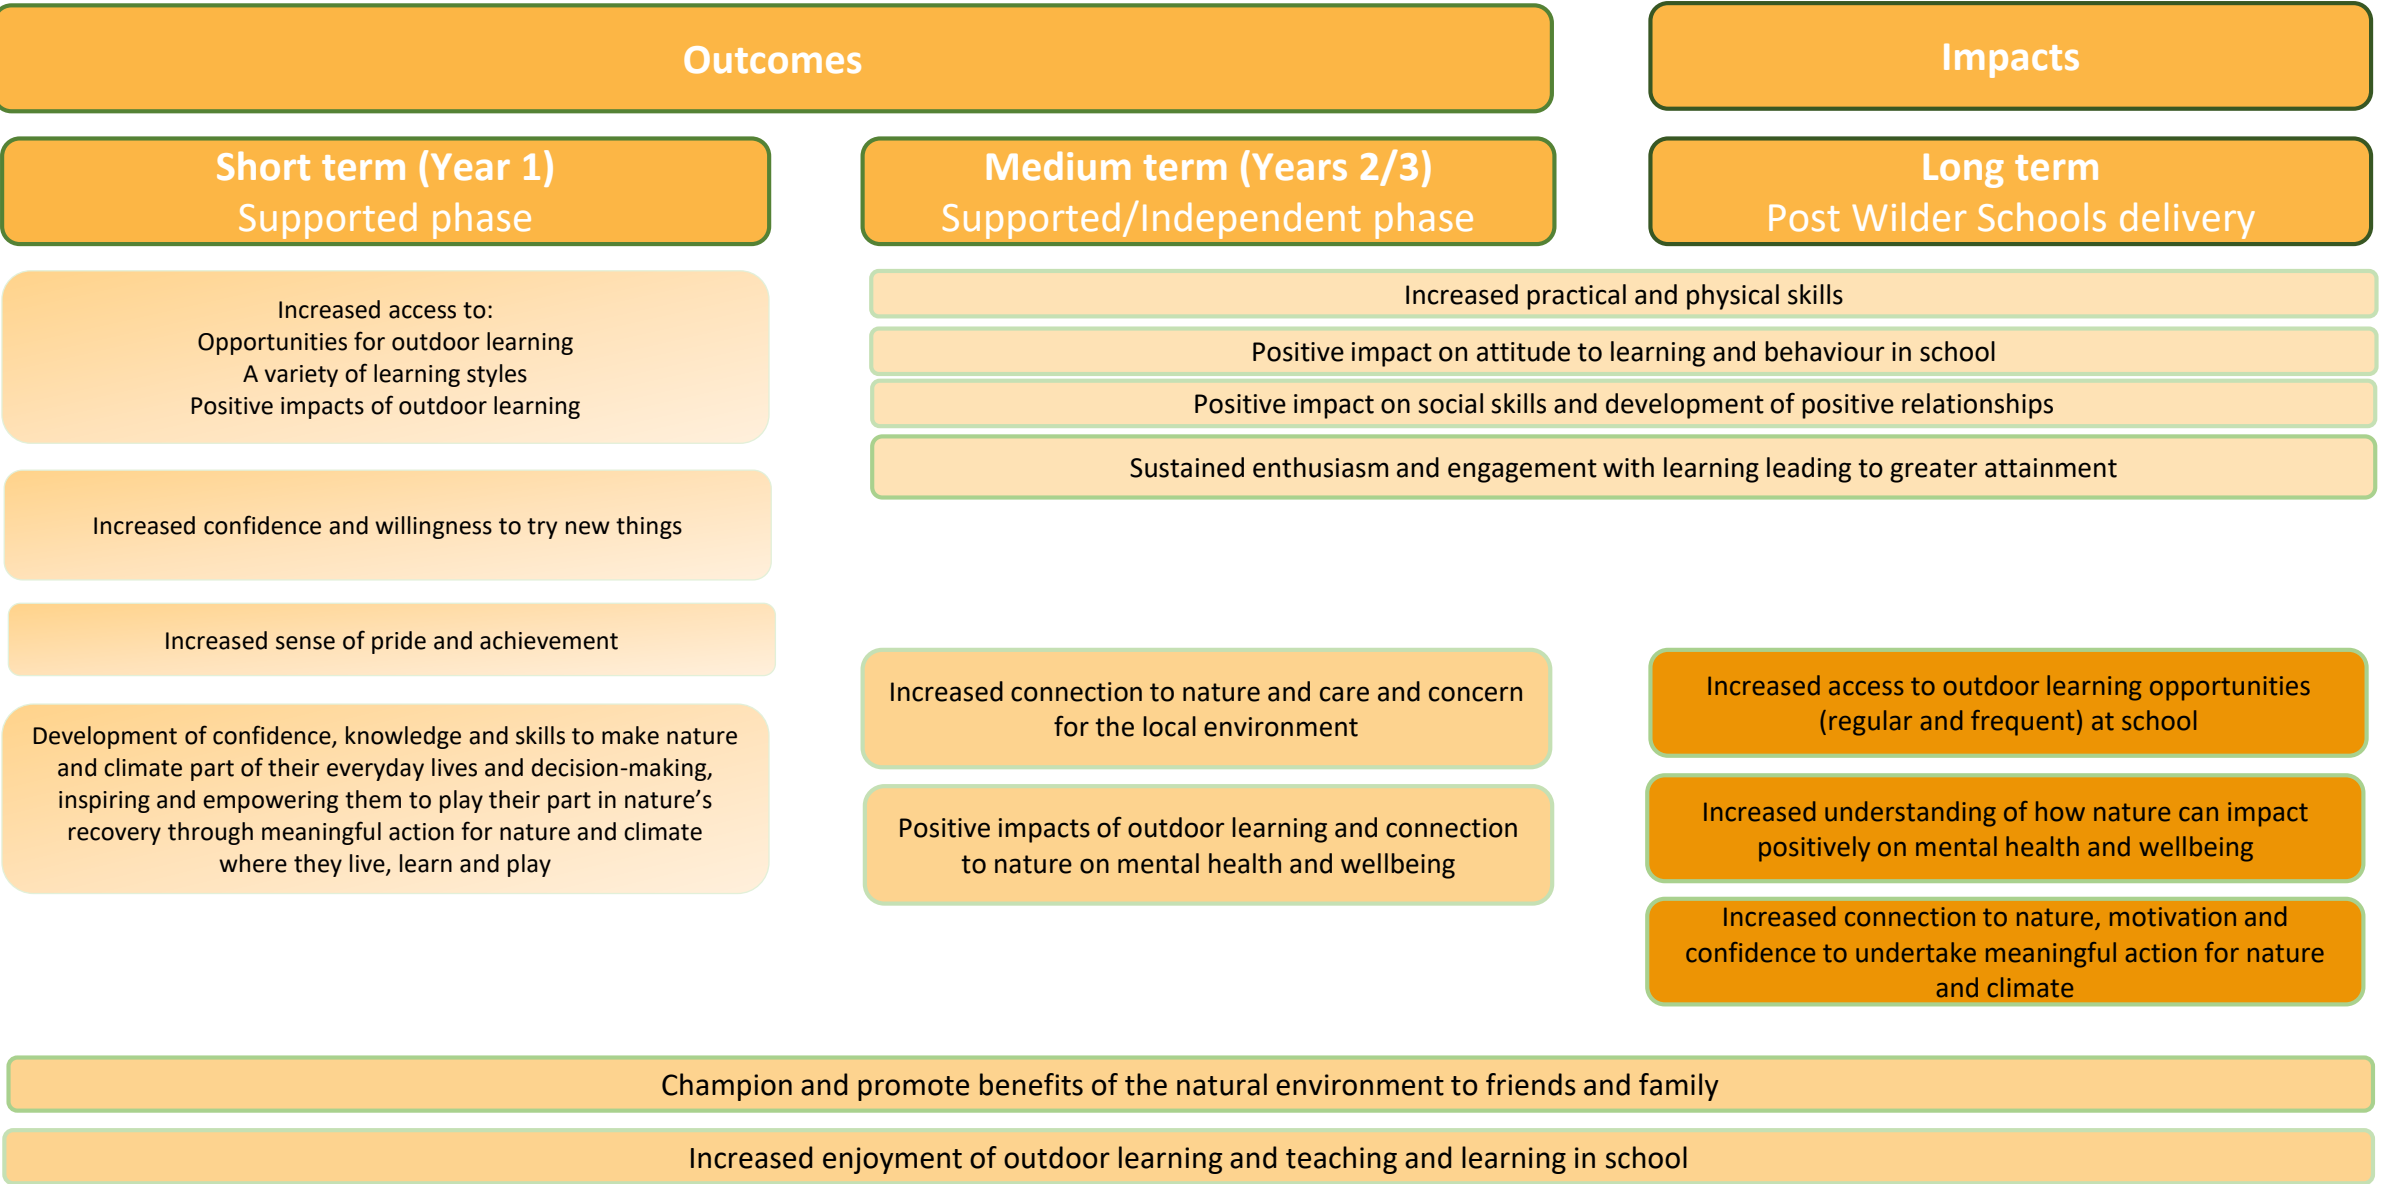 Outcomes
Impacts
Short term (Year 1)
Supported phase
Medium term (Years 2/3)
Supported/Independent phase
Long term
Post Wilder Schools delivery
Increased access to:
Opportunities for outdoor learning
A variety of learning styles
Positive impacts of outdoor learning
Increased confidence and willingness to try new things
Increased sense of pride and achievement
Development of confidence, knowledge and skills to make nature
and climate part of their everyday lives and decision-making,
inspiring and empowering them to play their part in nature’s
recovery through meaningful action for nature and climate
where they live, learn and play
Increased practical and physical skills
Positive impact on attitude to learning and behaviour in school
Positive impact on social skills and development of positive relationships
Sustained enthusiasm and engagement with learning leading to greater attainment
Increased connection to nature and care and concern
for the local environment
Positive impacts of outdoor learning and connection
to nature on mental health and wellbeing
Increased access to outdoor learning opportunities
(regular and frequent) at school
Increased understanding of how nature can impact
positively on mental health and wellbeing
Increased connection to nature, motivation and
confidence to undertake meaningful action for nature
and climate
Champion and promote benefits of the natural environment to friends and family
Increased enjoyment of outdoor learning and teaching and learning in school